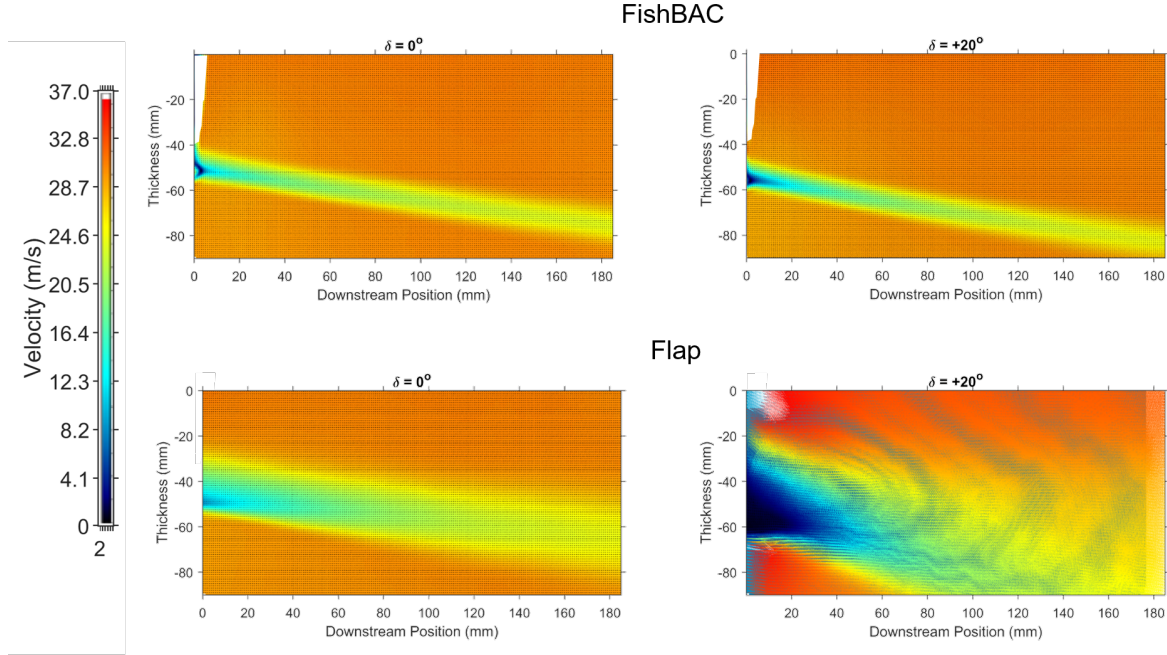 FishBAC
δ = 0°
δ = +20°
37.0
32.8
28.7
24.6
20.5
16.4
12.3
8.2
4.1
0
2
Velocity (m/s)
-20
-40
-60
-80
Thickness (mm)
0 20 40 60 80 100 120 140 160 180
Downstream Position (mm)
0
-20
-40
-60
-80
Thickness (mm)
20 40 60 80 100 120 140 160 180
Downstream Position (mm)
Flap
δ = 0°
δ = +20°
0
-20
-40
-60
-80
Thickness (mm)
0 20 40 60 80 100 120 140 160 180
Downstream Position (mm)
0
-20
-40
-60
-80
Thickness (mm)
20 40 60 80 100 120 140 160 180
Downstream Position (mm)